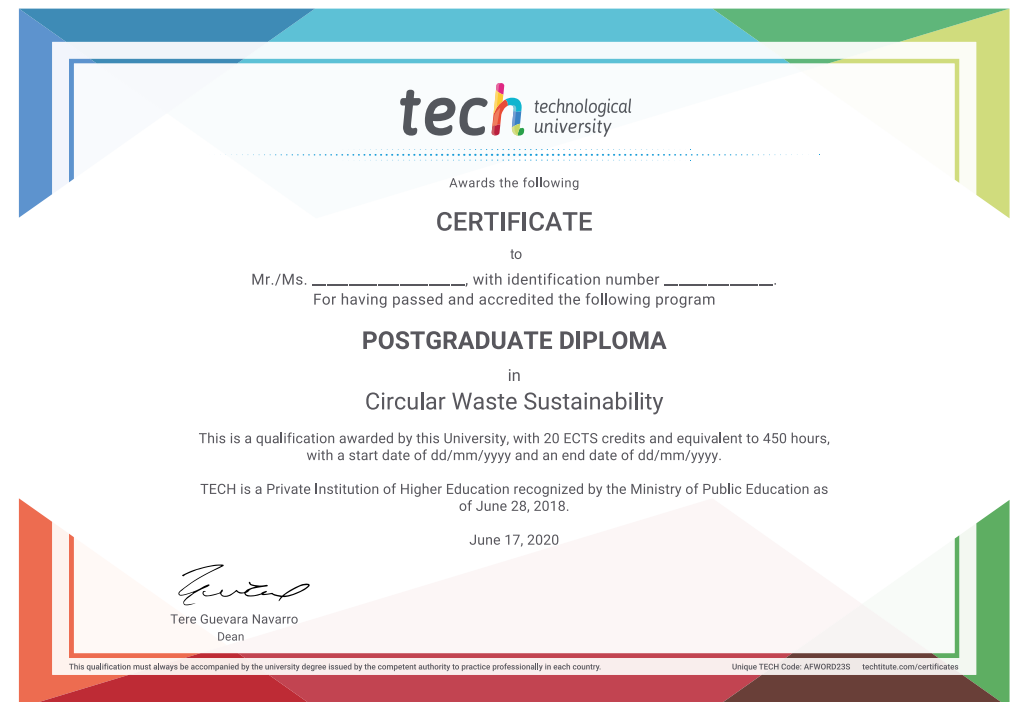 tech technological
university
Awards the following
CERTIFICATE
to
Mr./Ms. ____________________, with identification number ______________.
For having passed and accredited the following program
POSTGRADUATE DIPLOMA
in
Circular Waste Sustainability
This is a qualification awarded by this University, with 20 ECTS credits and equivalent to 450 hours,
with a start date of dd/mm/yyyy and an end date of dd/mm/yyyy.
TECH is a Private Institution of Higher Education recognized by the Ministry of Public Education as
of June 28, 2018.
June 17, 2020
Tere Guevara Navarro
Dean
This qualification must always be accompanied by the university degree issued by the competent authority to practice professionally in each country.
Unique TECH Code: AFWORD23S techtitute.com/certificates